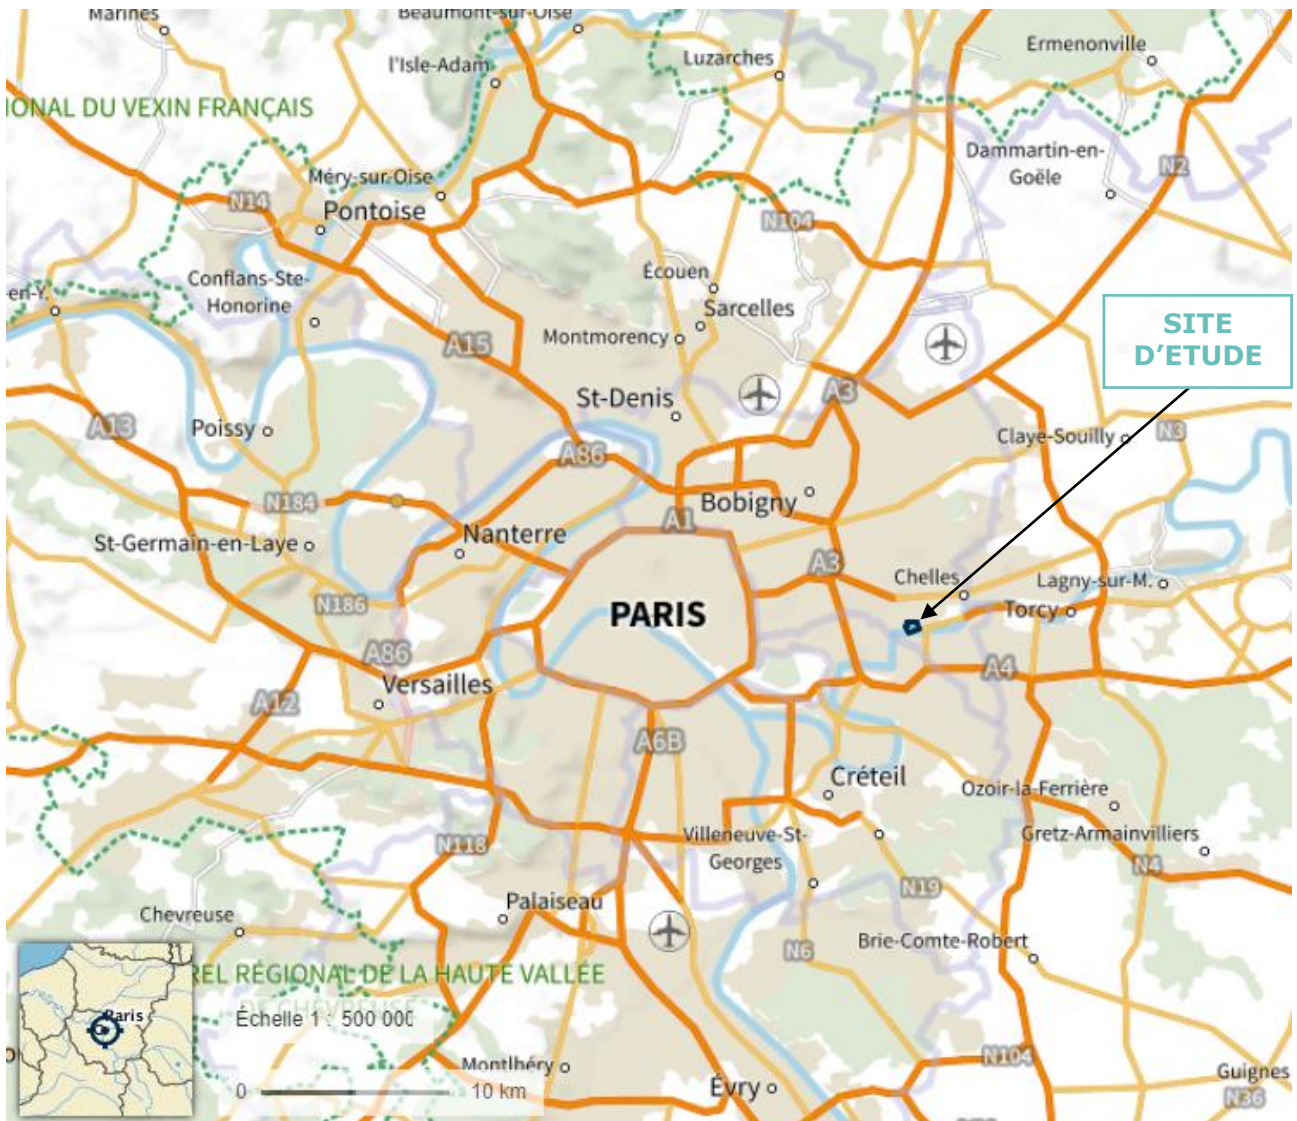 Marines
Beaumont-sur-Oise
Ermenonville
Luzarches
l'Isle-Adam
IONAL DU VEXIN FRANÇAIS
Dammartin-en-
Goële
N2
Méry-sur-Oise
N14
Pontoise
N104
Écouen
Conflans-Ste-
Honorine
en-Y.
Sarcelles
Montmorency
A15
SITE
D'ETUDE
A3
St-Denis
A13
Poissy
Claye-Souilly
N3
A86
N184
Bobigny
A1
Nanterre
St-Germain-en-Laye
A3
Chelles
Lagny-sur-M.
N186
PARIS
Torcy
A86
A4
Versailles
A12
A6B
Créteil
Ozoir-la-Ferrière
N118
Villeneuve-St-
Georges
Gretz-Armainvilliers
N4
N19
Palaiseau
Chevreuse
Brie-Comte-Robert
N6
REL RÉGIONAL DE LA HAUTE VALLÉE
DE CHEVREUSE
Paris
Échelle 1 : 500 000
N104
Montlhéry
Guignes
0
10 km
Évry
N36